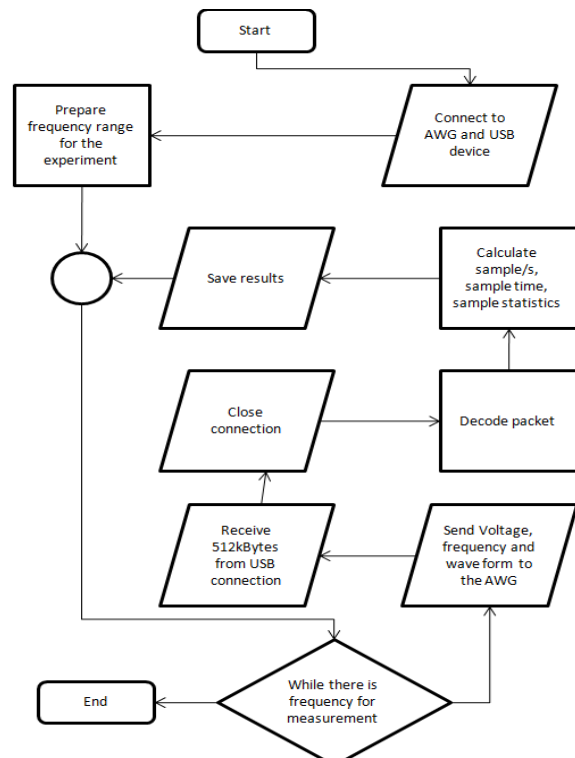 Start
Prepare
frequency range
for the
experiment
Connect to
AWG and USB
device
Save results
Calculate
sample/s,
sample time,
sample statistics
Close
connection
Decode packet
Receive
512kBytes
from USB
connection
Send Voltage,
frequency and
wave form to
the AWG
End
While there is
frequency for
measurement